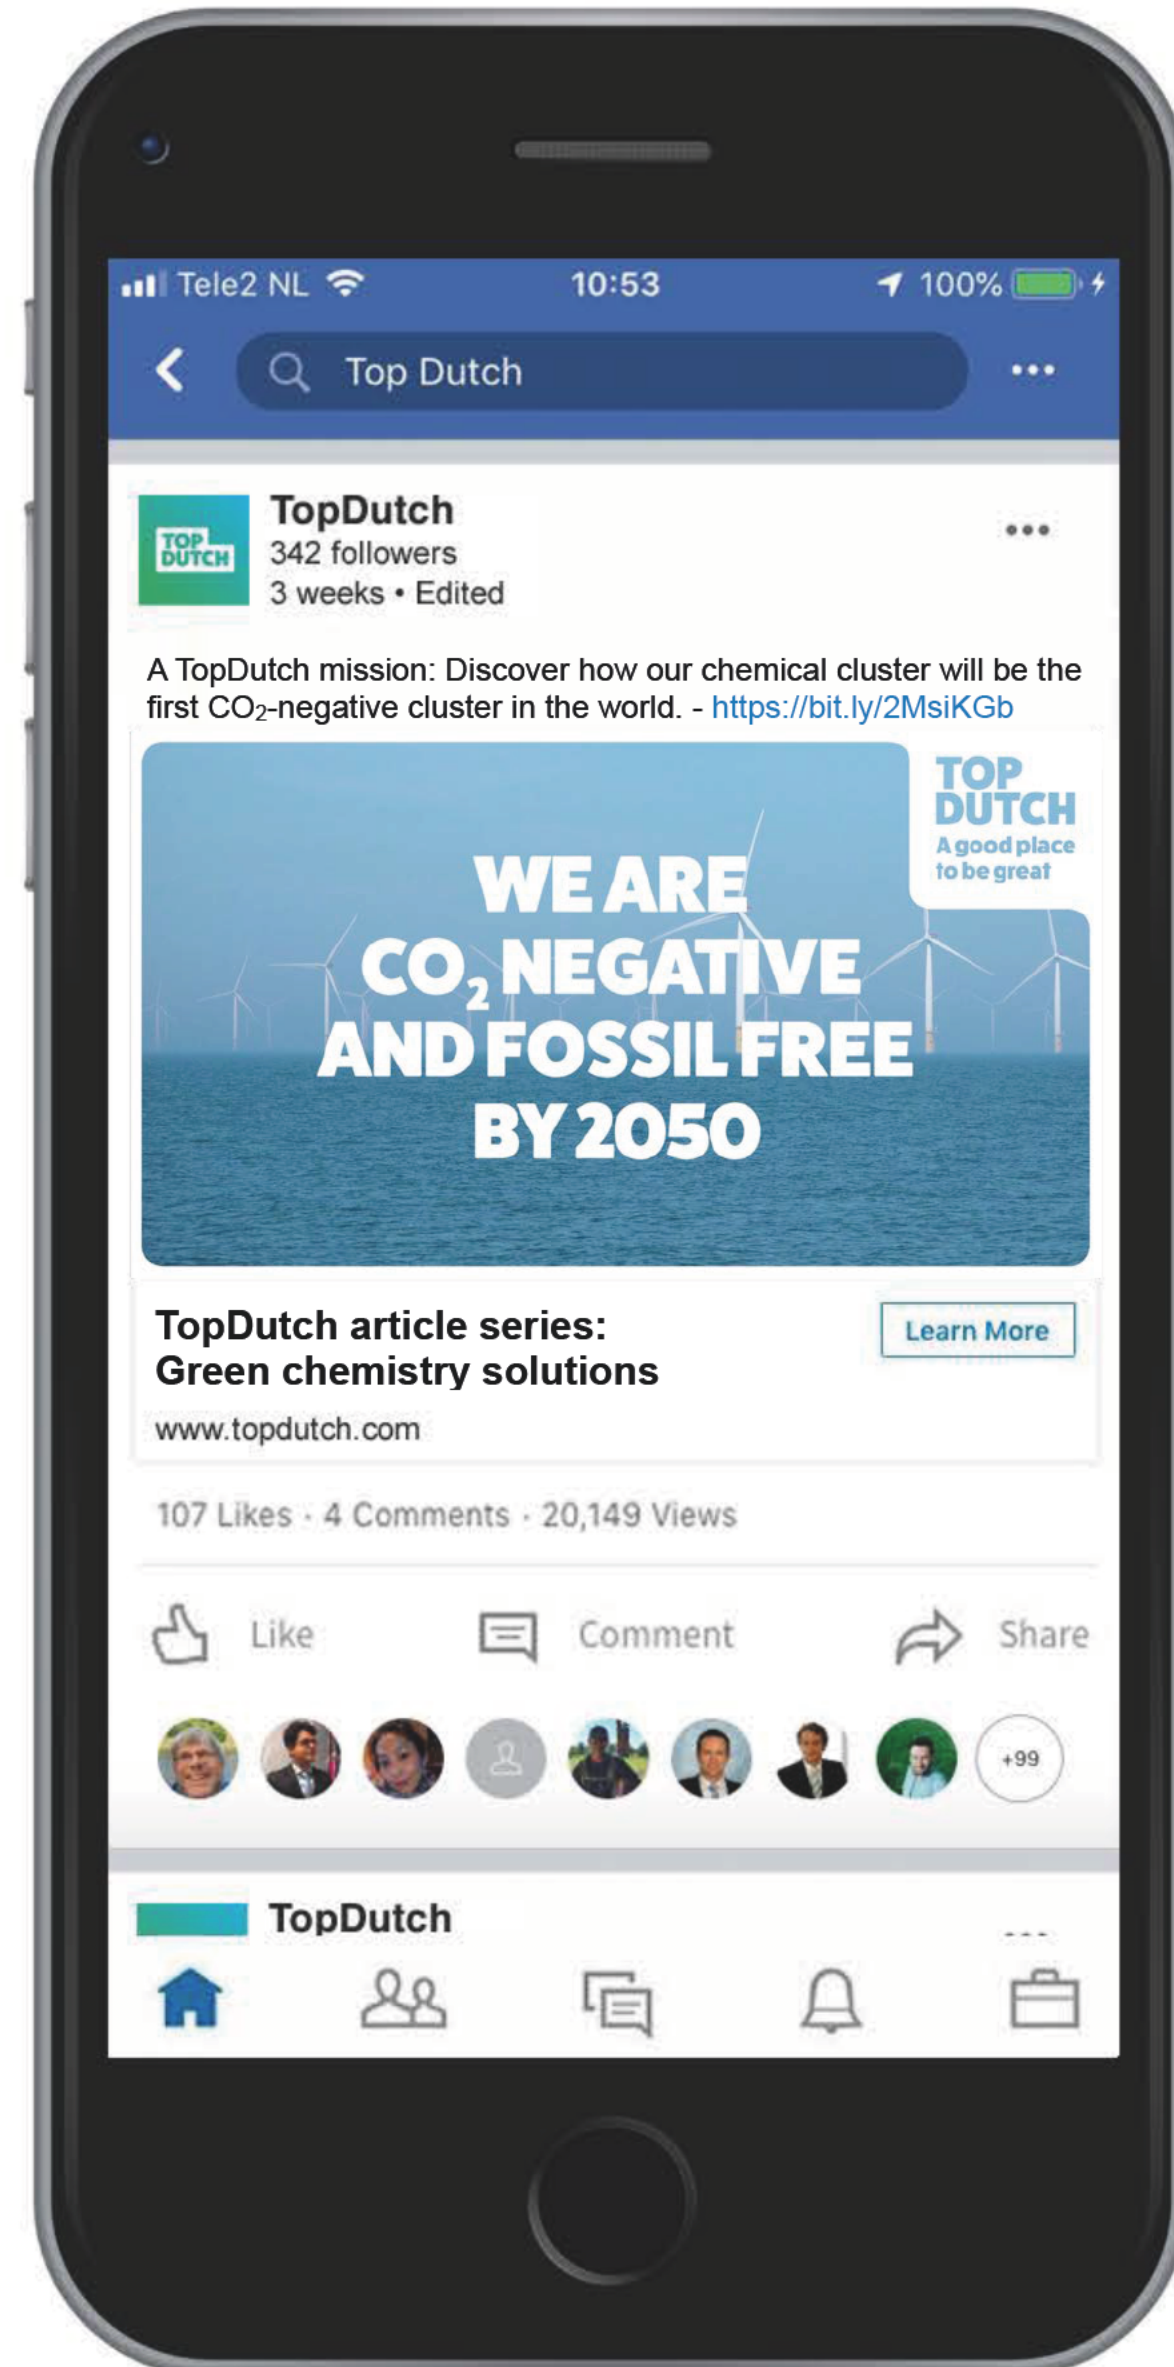 Tele2 NL 10:53 100%
Top Dutch
TOP
DUTCH
TopDutch
342 followers
3 weeks • Edited
A TopDutch mission: Discover how our chemical cluster will be the
first CO₂-negative cluster in the world. - https://bit.ly/2MsiKGb
TOP
DUTCH
A good place
to be great
WE ARE
CO₂ NEGATIVE
AND FOSSIL FREE
BY 2050
TopDutch article series:
Green chemistry solutions
Learn More
www.topdutch.com
107 Likes · 4 Comments · 20,149 Views
Like Comment Share
+99
TopDutch